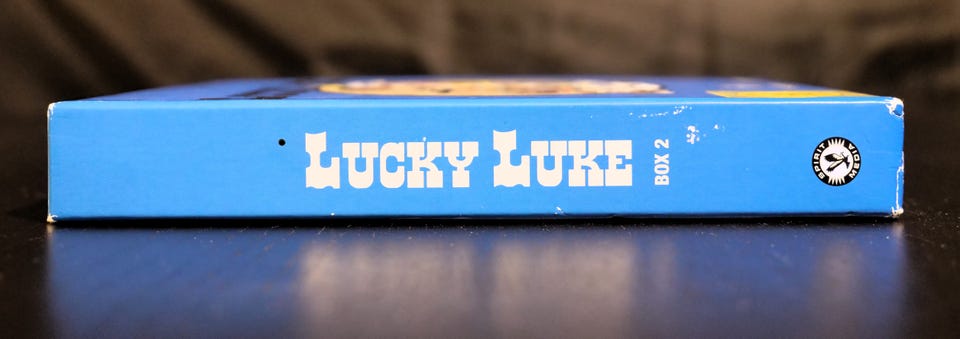 LUCKY LUKE
BOX 2
SPIRIT MEDIA